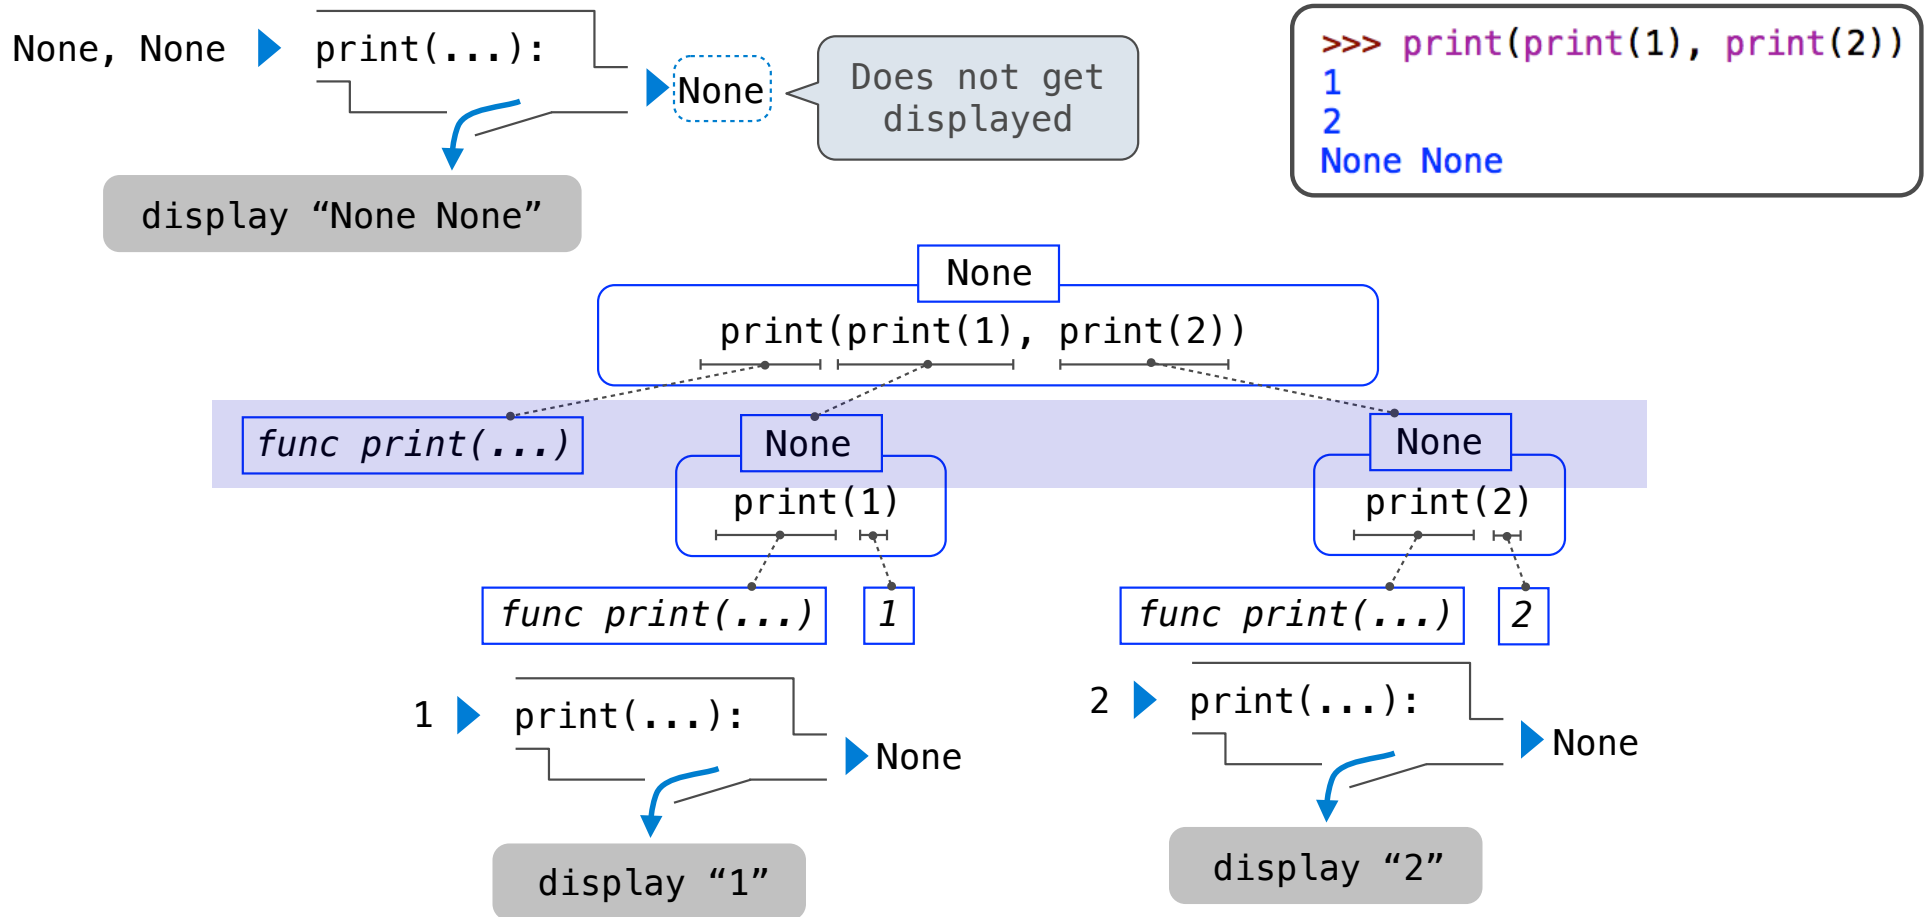 None, None
print(...):
None
Does not get
displayed
display “None None”
>>> print(print(1), print(2))
1
2
None None
None
print(print(1), print(2))
func print(...)
None
None
print(1)
print(2)
func print(...)
1
func print(...)
2
1
print(...):
None
display “1”
2
print(...):
None
display “2”